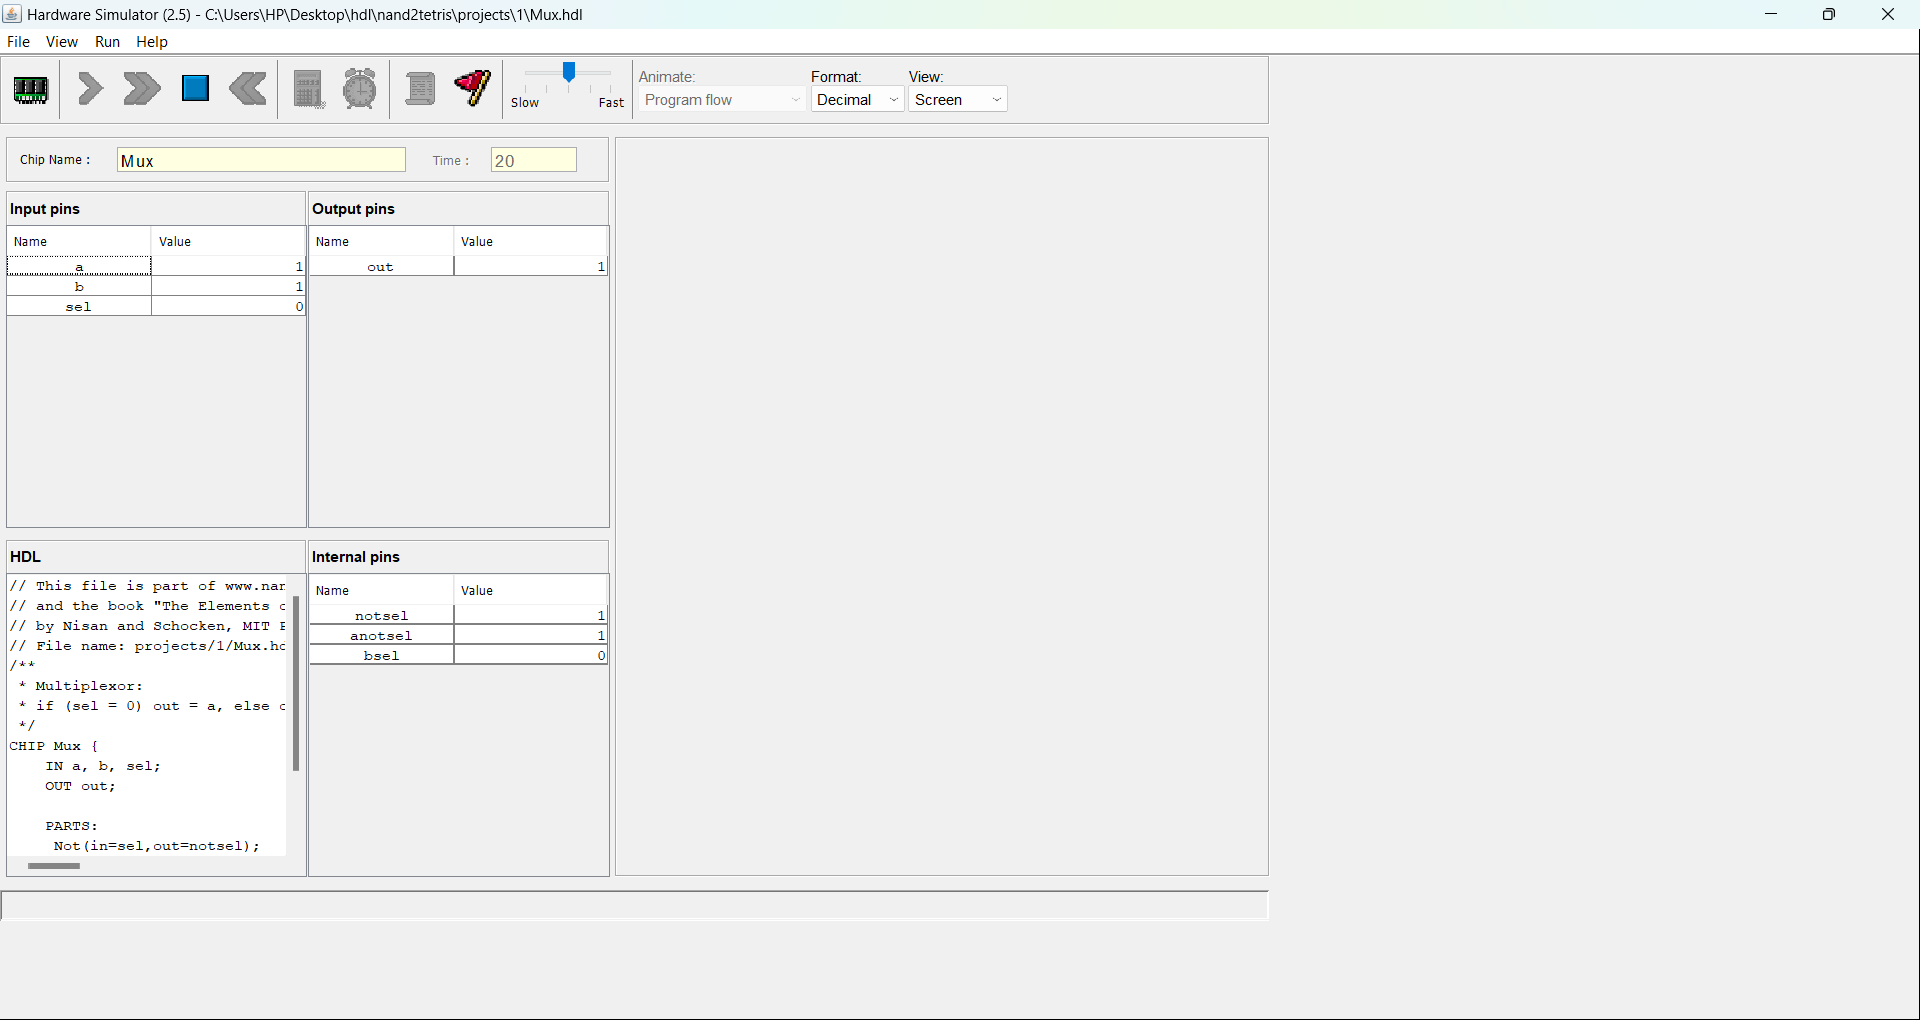 Hardware Simulator (2.5) - C:\Users\HP\Desktop\hdl\nand2tetris\projects\1\Mux.hdl
File View Run Help
Slow Fast
Animate: Format: View:
Program flow Decimal Screen
Chip Name : Mux Time : 20
Input pins
Name Value
a 1
b 1
sel 0
Output pins
Name Value
out 1
HDL
// This file is part of www.nan
// and the book "The Elements
// by Nisan and Schocken, MIT
// File name: projects/1/Mux.hd
/**
* Multiplexor:
* if (sel = 0) out = a, else
*/
CHIP Mux {
IN a, b, sel;
OUT out;
PARTS:
Not(in=sel,out=notsel);
Internal pins
Name Value
notsel 1
anotsel 1
bsel 0